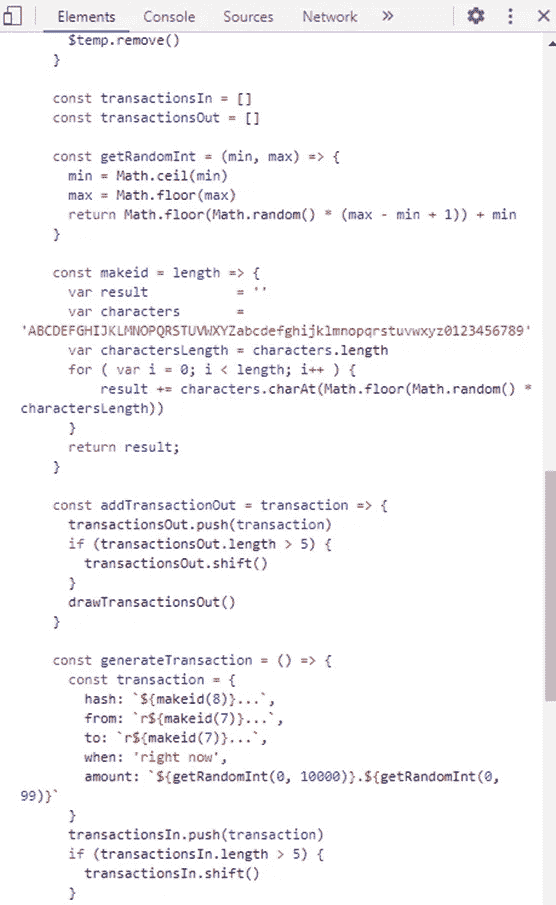 Elements Console Sources Network »
$temp.remove()
}
const transactionsIn = []
const transactionsOut = []
const getRandomInt = (min, max) => {
min = Math.ceil(min)
max = Math.floor(max)
return Math.floor(Math.random() * (max - min + 1)) + min
}
const makeid = length => {
var result = ''
var characters =
'ABCDEFGHIJKLMNOPQRSTUVWXYZabcdefghijklmnopqrstuvwxyz0123456789'
var charactersLength = characters.length
for ( var i = 0; i < length; i++ ) {
result += characters.charAt(Math.floor(Math.random() *
charactersLength))
}
return result;
}
const addTransactionOut = transaction => {
transactionsOut.push(transaction)
if (transactionsOut.length > 5) {
transactionsOut.shift()
}
drawTransactionsOut()
}
const generateTransaction = () => {
const transaction = {
hash: `${makeid(8)}...`,
from: `r${makeid(7)}...`,
to: `r${makeid(7)}...`,
when: 'right now',
amount: `${getRandomInt(0, 10000)}.${getRandomInt(0,
99)}`
}
transactionsIn.push(transaction)
if (transactionsIn.length > 5) {
transactionsIn.shift()
}